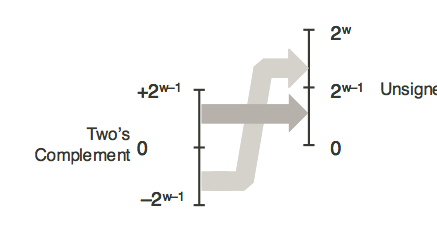 2ʷ
+2ʷ⁻¹
2ʷ⁻¹ Unsigne
Two's
Complement 0
0
−2ʷ⁻¹